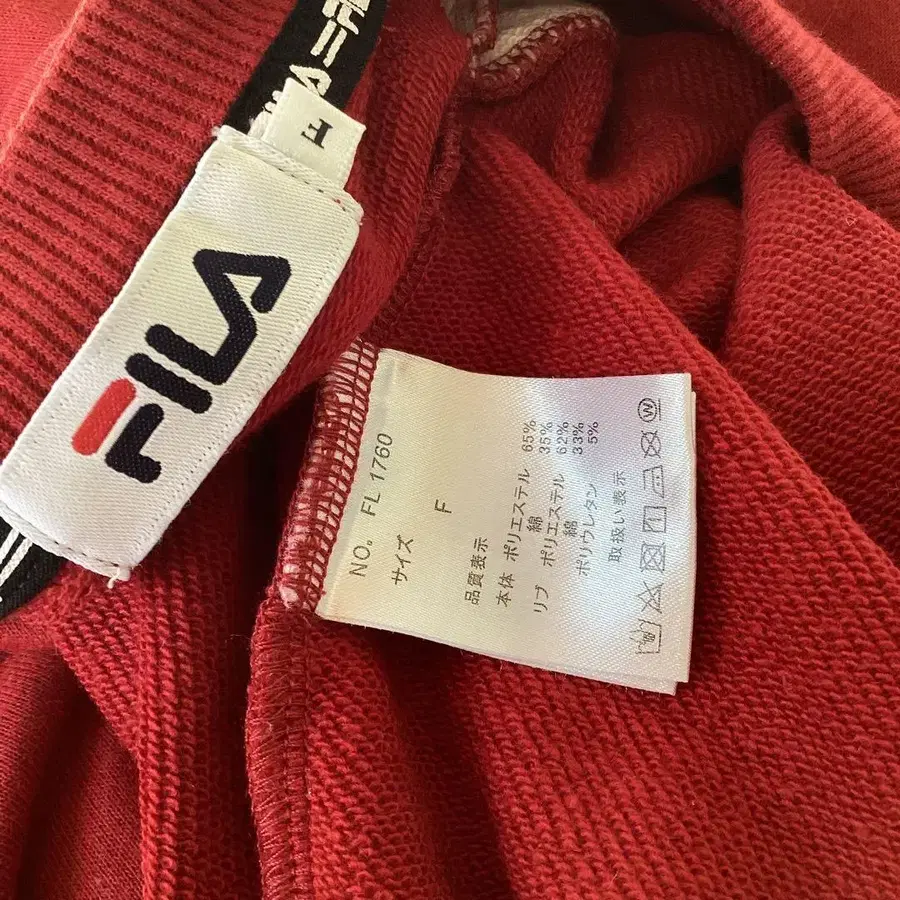 FILA
F
FILA
NO。 FL 1760
サイズ F
品質表示
本体 ポリエステル 65%
綿 35%
リブ ポリエステル 62%
綿 33%
ポリウレタン 5%
取扱い表示
W